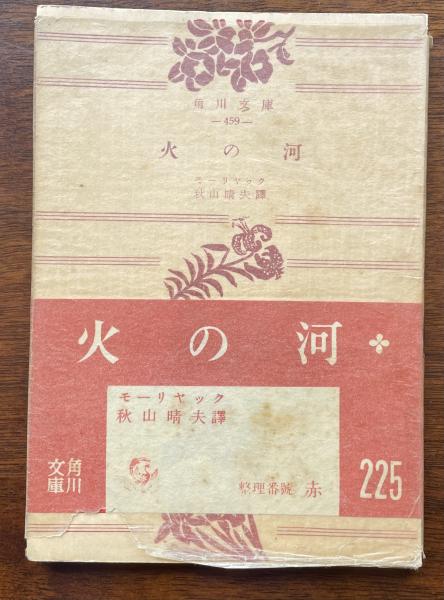 角川文庫
—459—
火の河
モーリヤック
秋山晴夫譯
火の河
モーリヤック
秋山晴夫譯
角川文庫
整理番號 赤
225